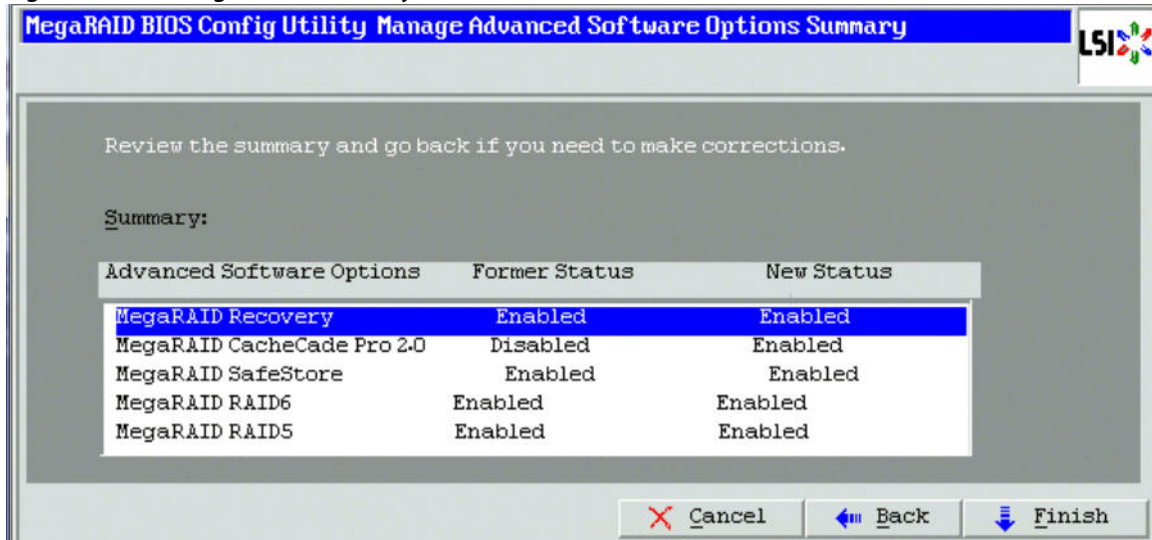 MegaRAID BIOS Config Utility Manage Advanced Software Options Summary
LSI
Review the summary and go back if you need to make corrections.
Summary:
Advanced Software Options Former Status New Status
MegaRAID Recovery Enabled Enabled
MegaRAID CacheCade Pro 2.0 Disabled Enabled
MegaRAID SafeStore Enabled Enabled
MegaRAID RAID6 Enabled Enabled
MegaRAID RAID5 Enabled Enabled
Cancel Back Finish